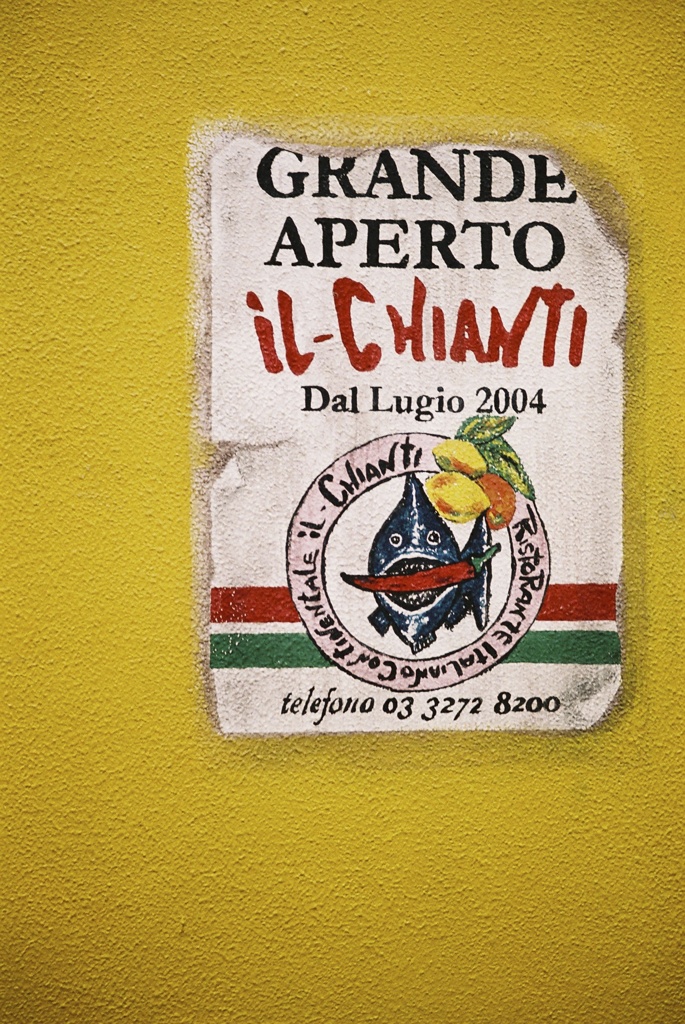 GRANDE
APERTO
iL-CHIANTI
Dal Lugio 2004
iL-CHIANTI
RiSTORANTE ITALIANO CONTINENTALE
telefono 03 3272 8200